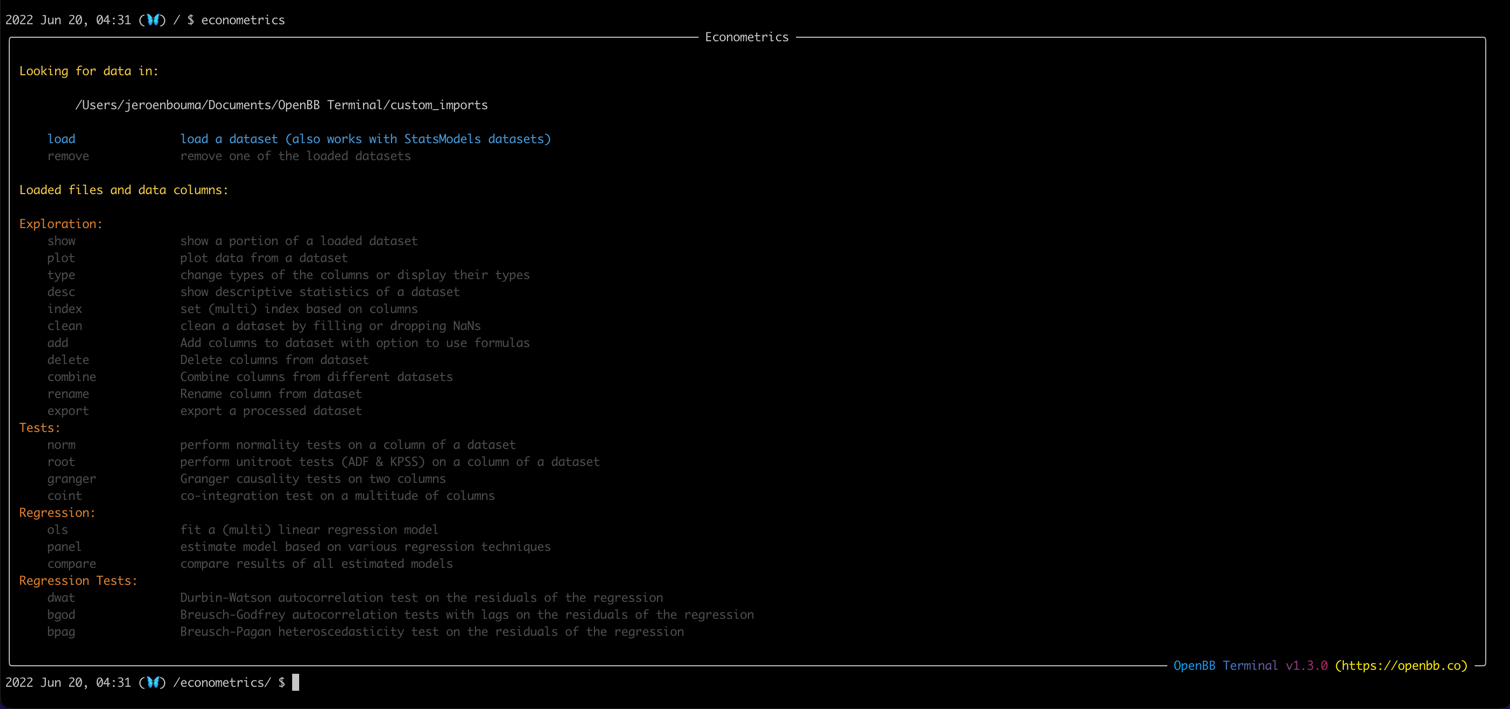 2022 Jun 20, 04:31 (🦋) / $ econometrics
Econometrics
Looking for data in:
/Users/jeroenbouma/Documents/OpenBB Terminal/custom_imports
load load a dataset (also works with StatsModels datasets)
remove remove one of the loaded datasets
Loaded files and data columns:
Exploration:
show show a portion of a loaded dataset
plot plot data from a dataset
type change types of the columns or display their types
desc show descriptive statistics of a dataset
index set (multi) index based on columns
clean clean a dataset by filling or dropping NaNs
add Add columns to dataset with option to use formulas
delete Delete columns from dataset
combine Combine columns from different datasets
rename Rename column from dataset
export export a processed dataset
Tests:
norm perform normality tests on a column of a dataset
root perform unitroot tests (ADF & KPSS) on a column of a dataset
granger Granger causality tests on two columns
coint co-integration test on a multitude of columns
Regression:
ols fit a (multi) linear regression model
panel estimate model based on various regression techniques
compare compare results of all estimated models
Regression Tests:
dwat Durbin-Watson autocorrelation test on the residuals of the regression
bgod Breusch-Godfrey autocorrelation tests with lags on the residuals of the regression
bpag Breusch-Pagan heteroscedasticity test on the residuals of the regression
OpenBB Terminal v1.3.0 (https://openbb.co)
2022 Jun 20, 04:31 (🦋) /econometrics/ $